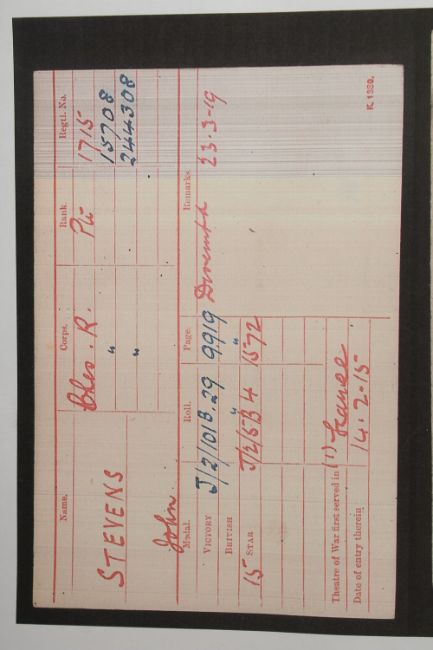 Name. Corps. Rank. Regtl. No.
STEVENS Ches. R. Pte 1715
" 15708
John " 244308
Medal. Roll. Page. Remarks.
VICTORY J/2/101B.29 9919 Disembd 23-3-19
BRITISH " "
15 STAR J/2/5B4 1572
Theatre of War first served in (1) France
Date of entry therein 14.2.15
K. 1380.